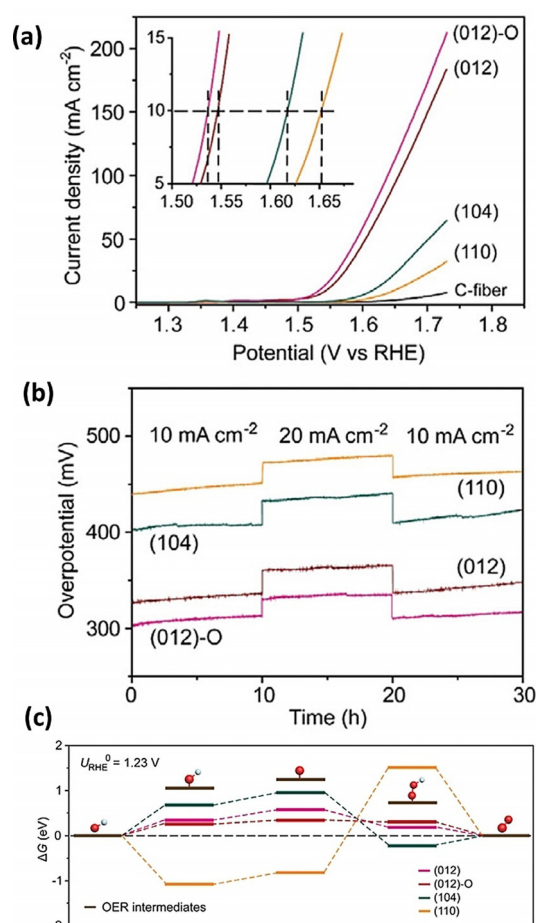 (a)
Current density (mA cm⁻²)
200
150
100
50
0
15
10
5
1.50 1.55 1.60 1.65
(012)-O
(012)
(104)
(110)
C-fiber
1.3 1.4 1.5 1.6 1.7 1.8
Potential (V vs RHE)
(b)
Overpotential (mV)
500
400
300
10 mA cm⁻² 20 mA cm⁻² 10 mA cm⁻²
(110)
(104)
(012)
(012)-O
0 10 20 30
Time (h)
(c)
ΔG (eV)
2
1
0
-1
U_RHE⁰ = 1.23 V
OER intermediates
(012)
(012)-O
(104)
(110)